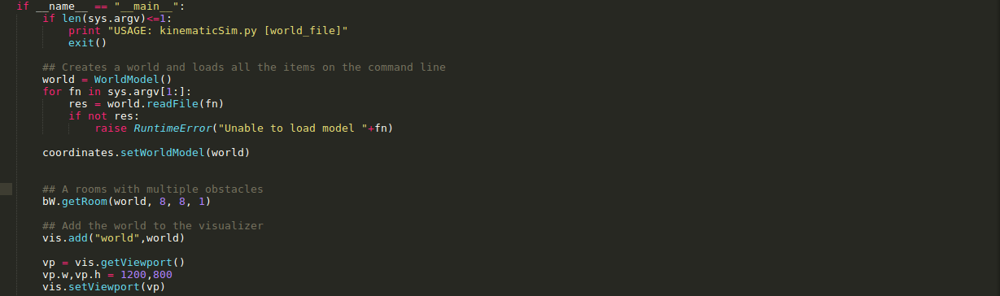 if __name__ == "__main__":
    if len(sys.argv)<=1:
        print "USAGE: kinematicSim.py [world_file]"
        exit()

    ## Creates a world and loads all the items on the command line
    world = WorldModel()
    for fn in sys.argv[1:]:
        res = world.readFile(fn)
        if not res:
            raise RuntimeError("Unable to load model "+fn)

    coordinates.setWorldModel(world)


    ## A rooms with multiple obstacles
    bW.getRoom(world, 8, 8, 1)

    ## Add the world to the visualizer
    vis.add("world",world)

    vp = vis.getViewport()
    vp.w,vp.h = 1200,800
    vis.setViewport(vp)